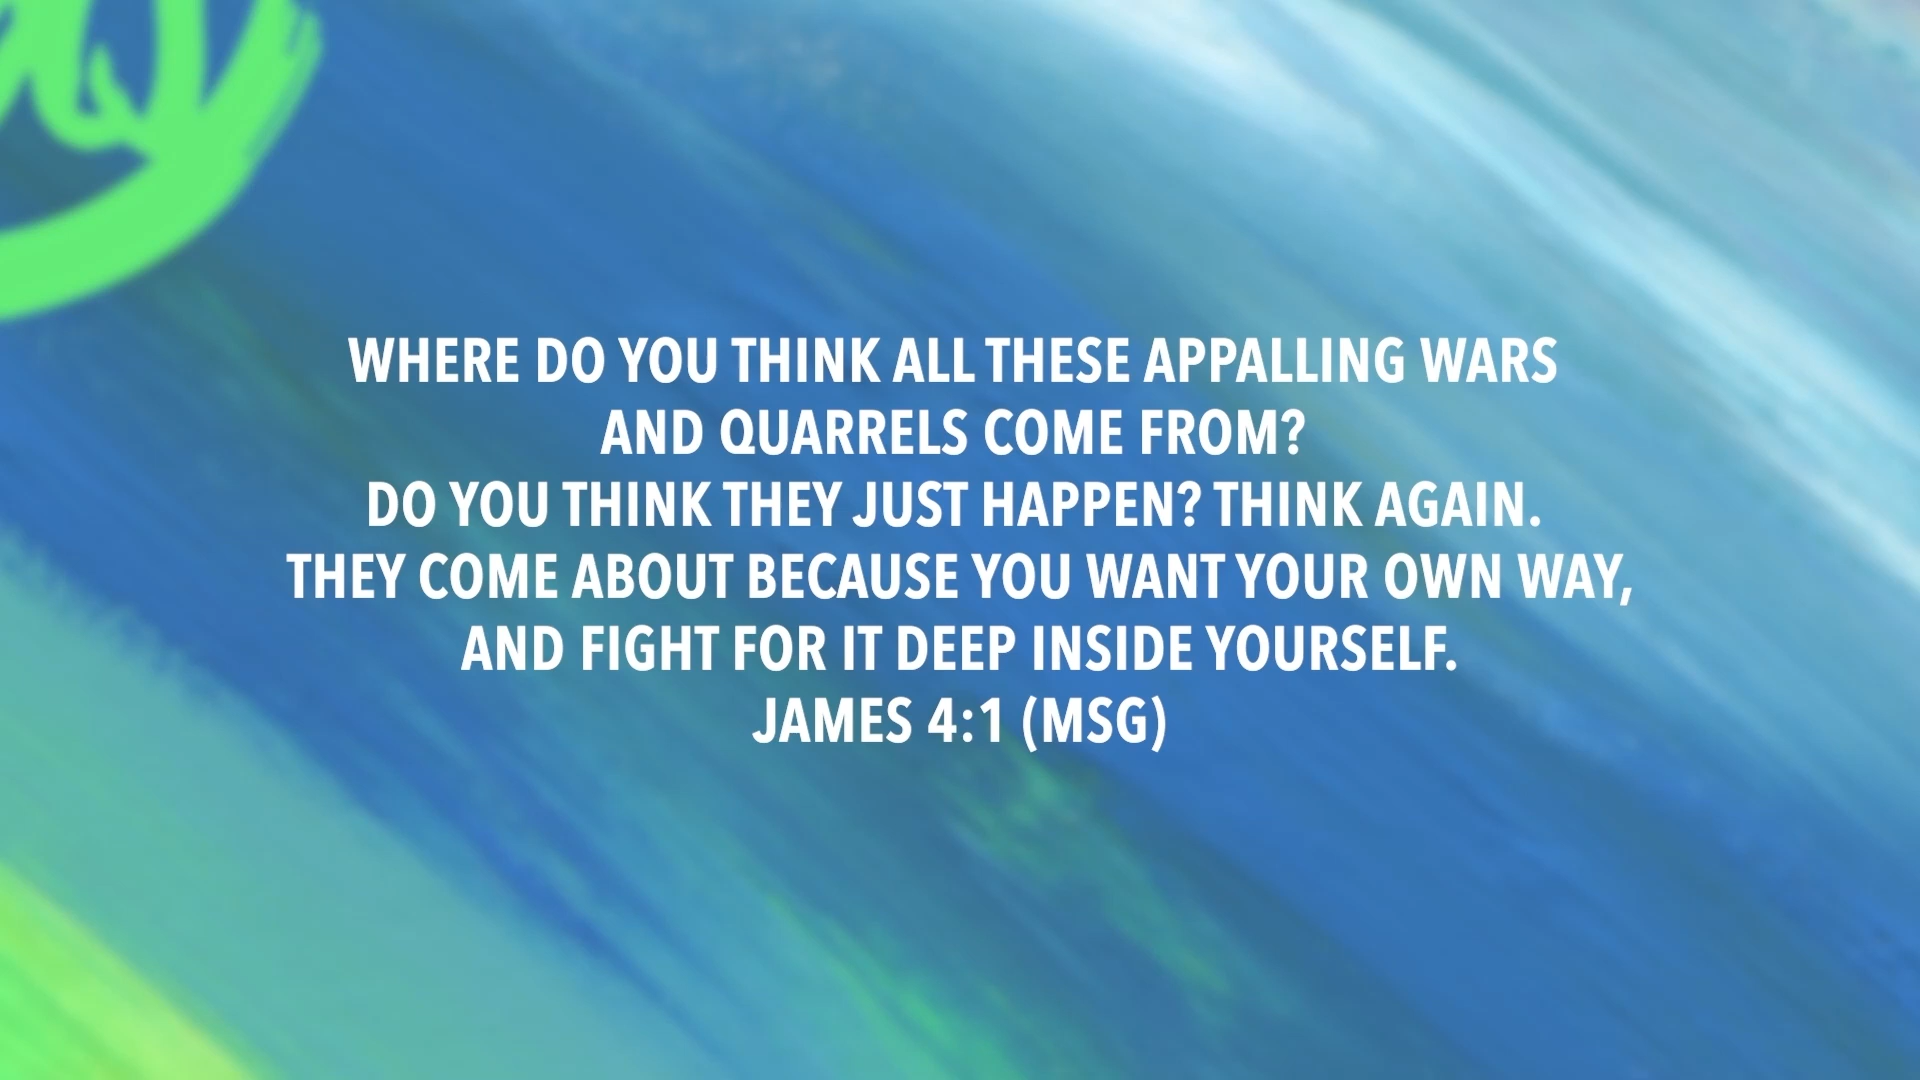 WHERE DO YOU THINK ALL THESE APPALLING WARS
AND QUARRELS COME FROM?
DO YOU THINK THEY JUST HAPPEN? THINK AGAIN.
THEY COME ABOUT BECAUSE YOU WANT YOUR OWN WAY,
AND FIGHT FOR IT DEEP INSIDE YOURSELF.
JAMES 4:1 (MSG)